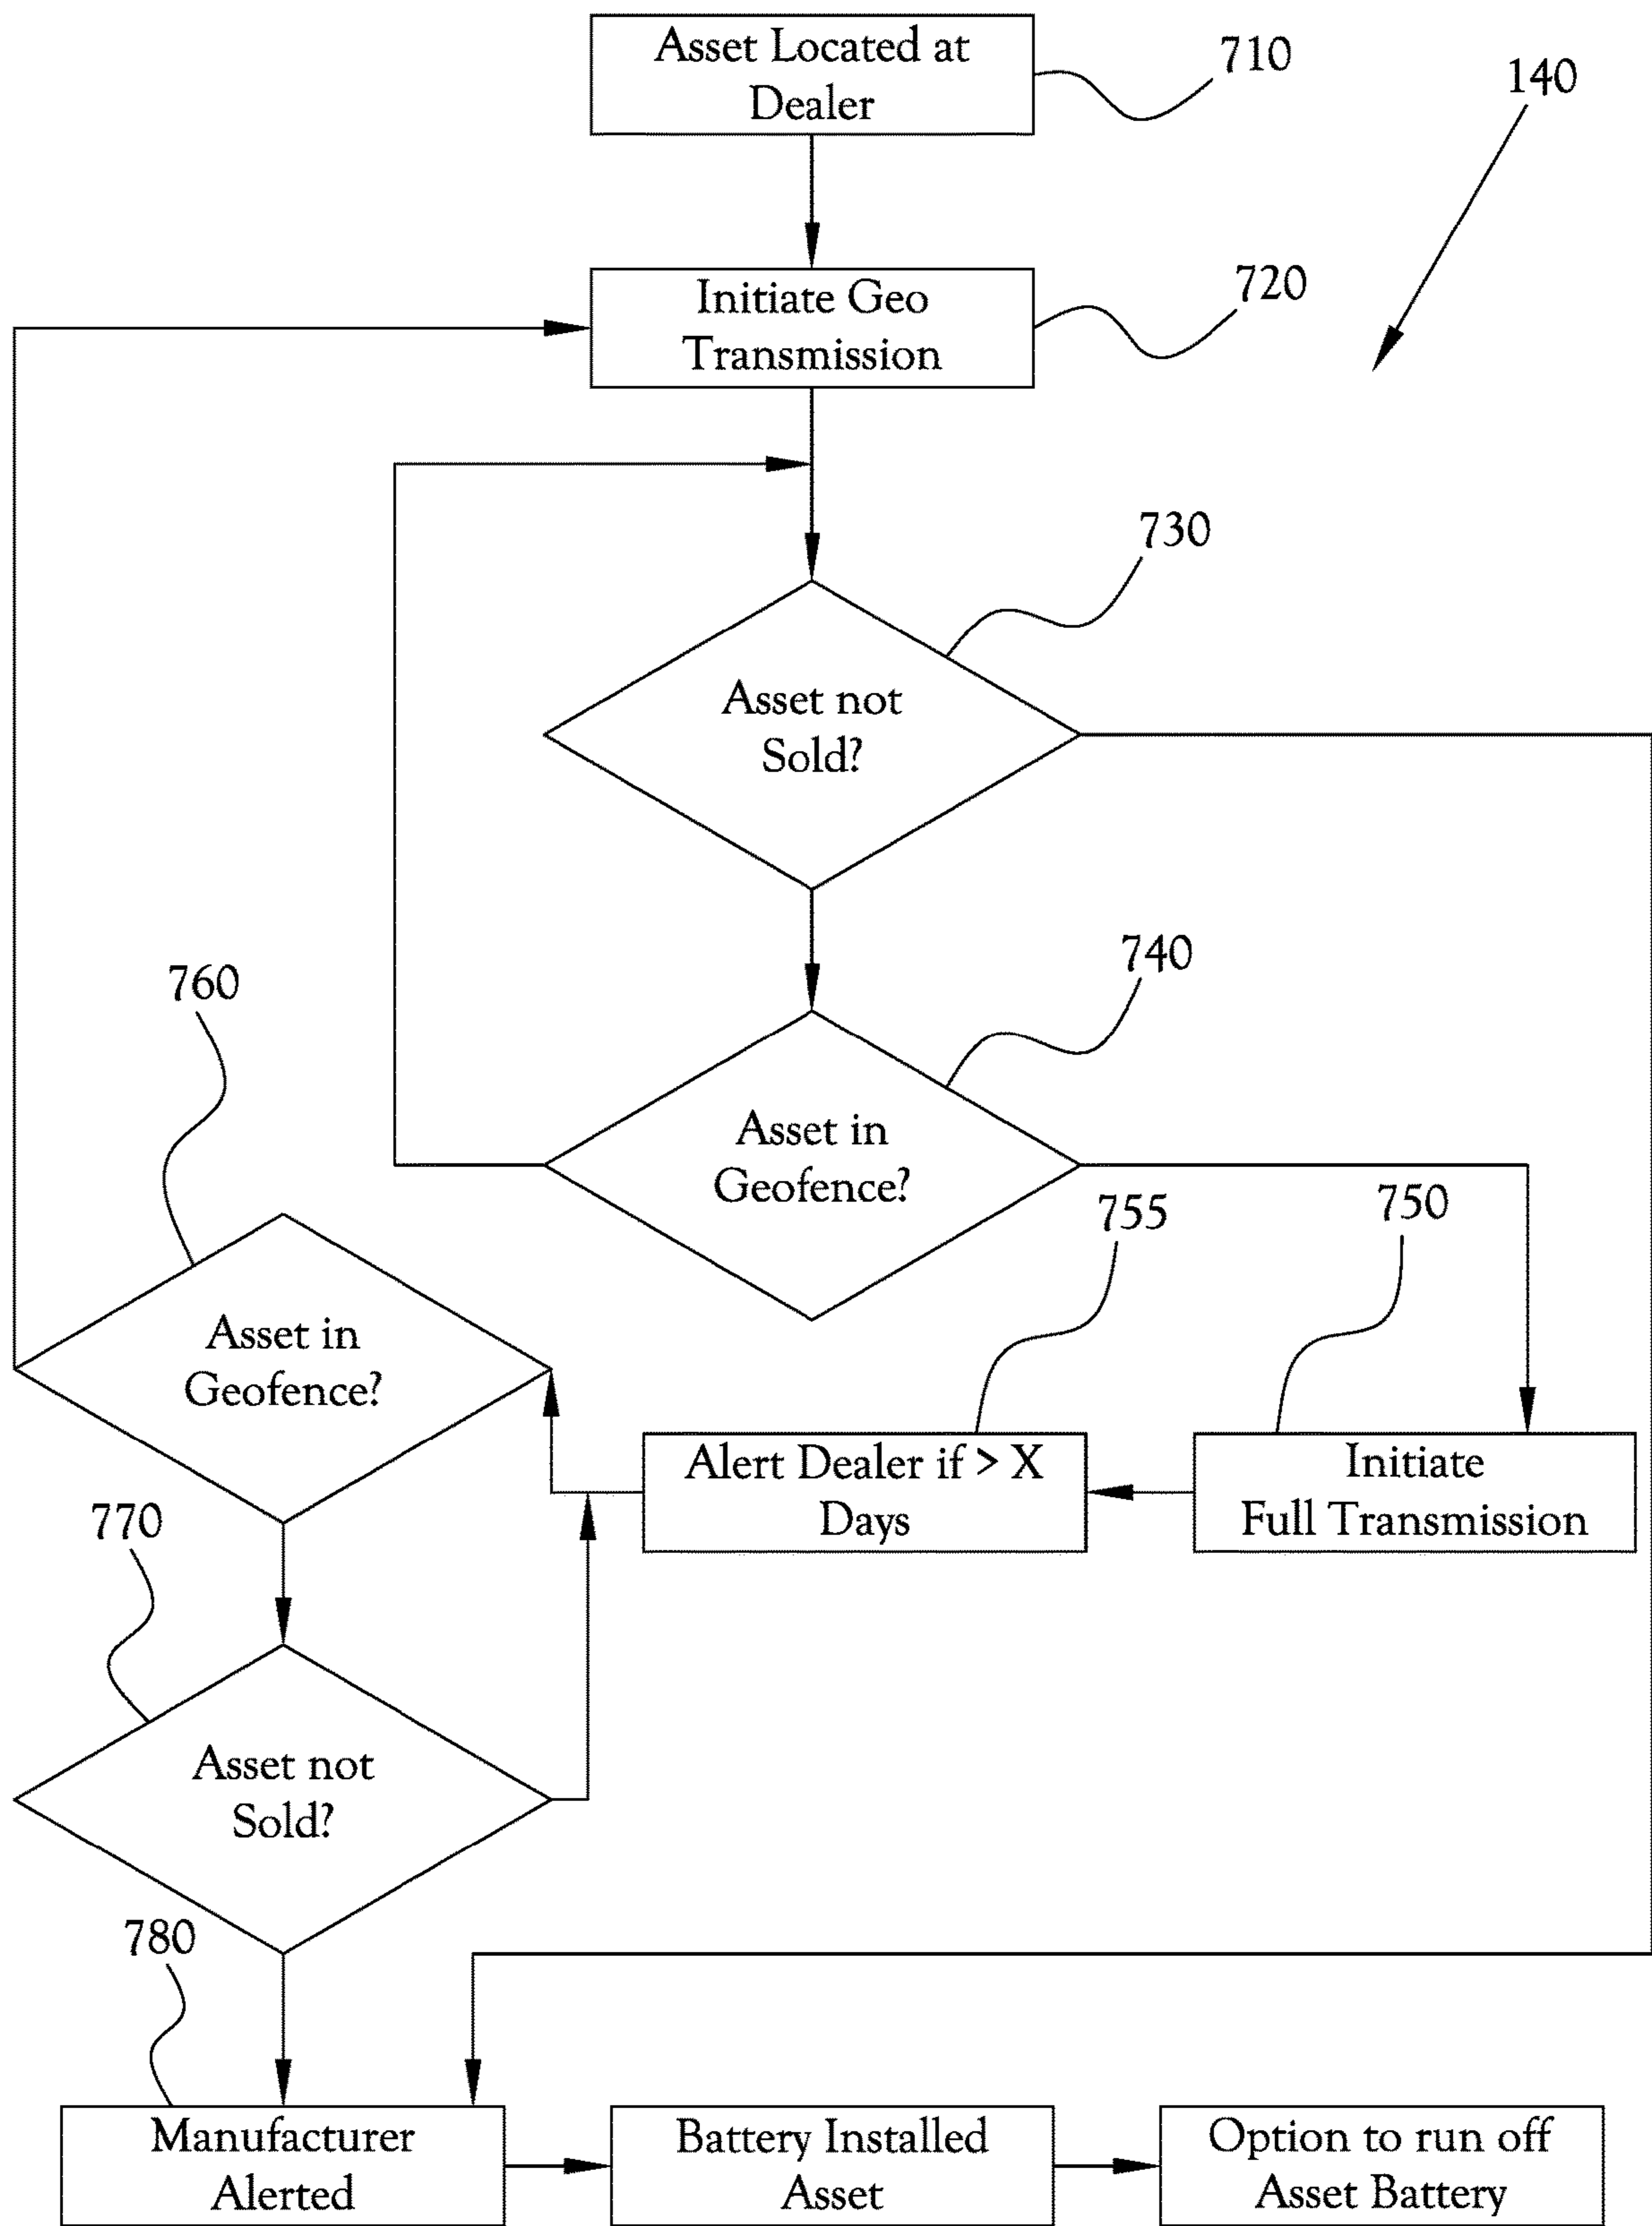 Asset Located at
Dealer
710
140
Initiate Geo
Transmission
720
730
Asset not
Sold?
740
760
Asset in
Geofence?
755
750
Asset in
Geofence?
Alert Dealer if > X
Days
Initiate
Full Transmission
770
Asset not
Sold?
780
Manufacturer
Alerted
Battery Installed
Asset
Option to run off
Asset Battery